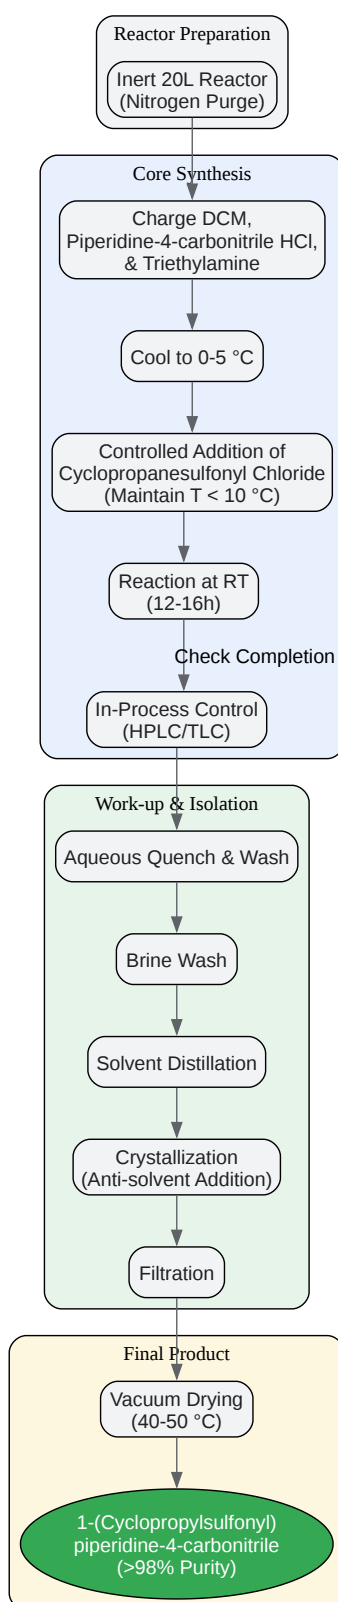 Reactor Preparation
Inert 20L Reactor
(Nitrogen Purge)
Core Synthesis
Charge DCM,
Piperidine-4-carbonitrile HCl,
& Triethylamine
Cool to 0-5 °C
Controlled Addition of
Cyclopropanesulfonyl Chloride
(Maintain T < 10 °C)
Reaction at RT
(12-16h)
Check Completion
In-Process Control
(HPLC/TLC)
Work-up & Isolation
Aqueous Quench & Wash
Brine Wash
Solvent Distillation
Crystallization
(Anti-solvent Addition)
Filtration
Final Product
Vacuum Drying
(40-50 °C)
1-(Cyclopropylsulfonyl)
piperidine-4-carbonitrile
(>98% Purity)